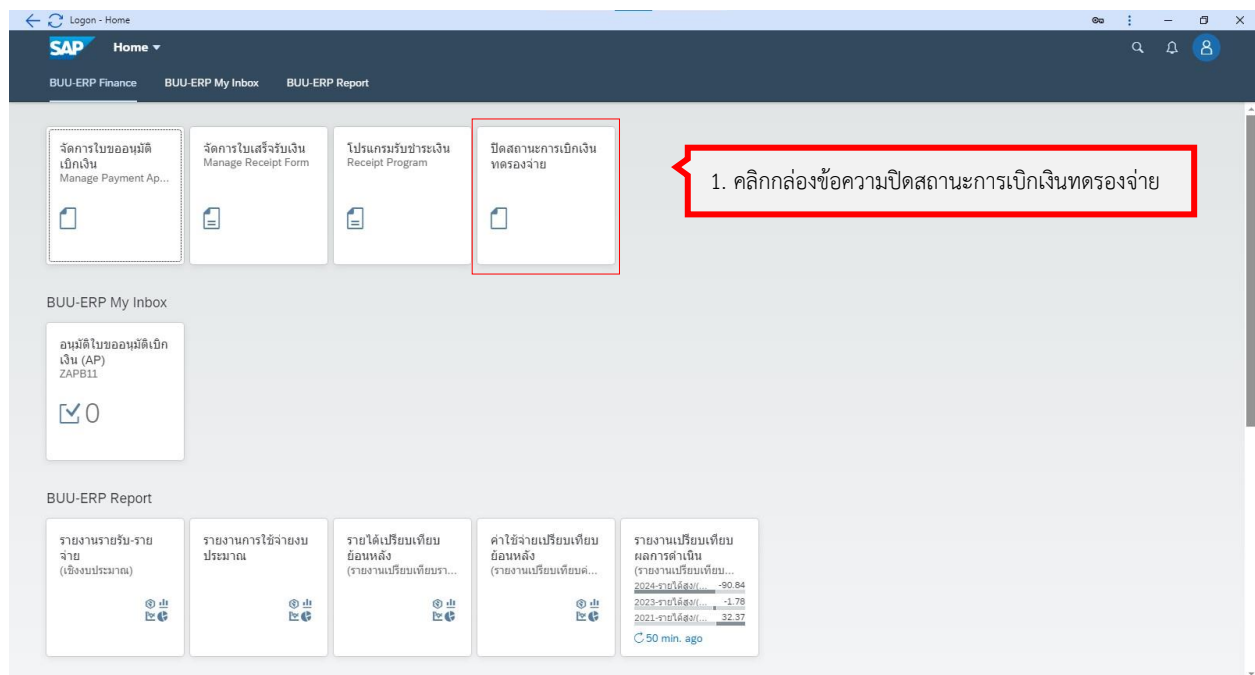 Logon - Home
SAP Home
BUU-ERP Finance BUU-ERP My Inbox BUU-ERP Report
จัดการใบขออนุมัติ
เบิกเงิน
Manage Payment Ap...
จัดการใบเสร็จรับเงิน
Manage Receipt Form
โปรแกรมรับชำระเงิน
Receipt Program
ปิดสถานะการเบิกเงิน
ทดรองจ่าย
1. คลิกกล่องข้อความปิดสถานะการเบิกเงินทดรองจ่าย
BUU-ERP My Inbox
อนุมัติใบขออนุมัติเบิก
เงิน (AP)
ZAPB11
0
BUU-ERP Report
รายงานรายรับ-ราย
จ่าย
(เชิงงบประมาณ)
รายงานการใช้จ่ายงบ
ประมาณ
รายได้เปรียบเทียบ
ย้อนหลัง
(รายงานเปรียบเทียบรา...
ค่าใช้จ่ายเปรียบเทียบ
ย้อนหลัง
(รายงานเปรียบเทียบค่...
รายงานเปรียบเทียบ
ผลการดำเนิน
(รายงานเปรียบเทียบ...
2024-รายได้สูง/(... -90.84
2023-รายได้สูง/(... -1.78
2021-รายได้สูง/(... 32.37
50 min. ago